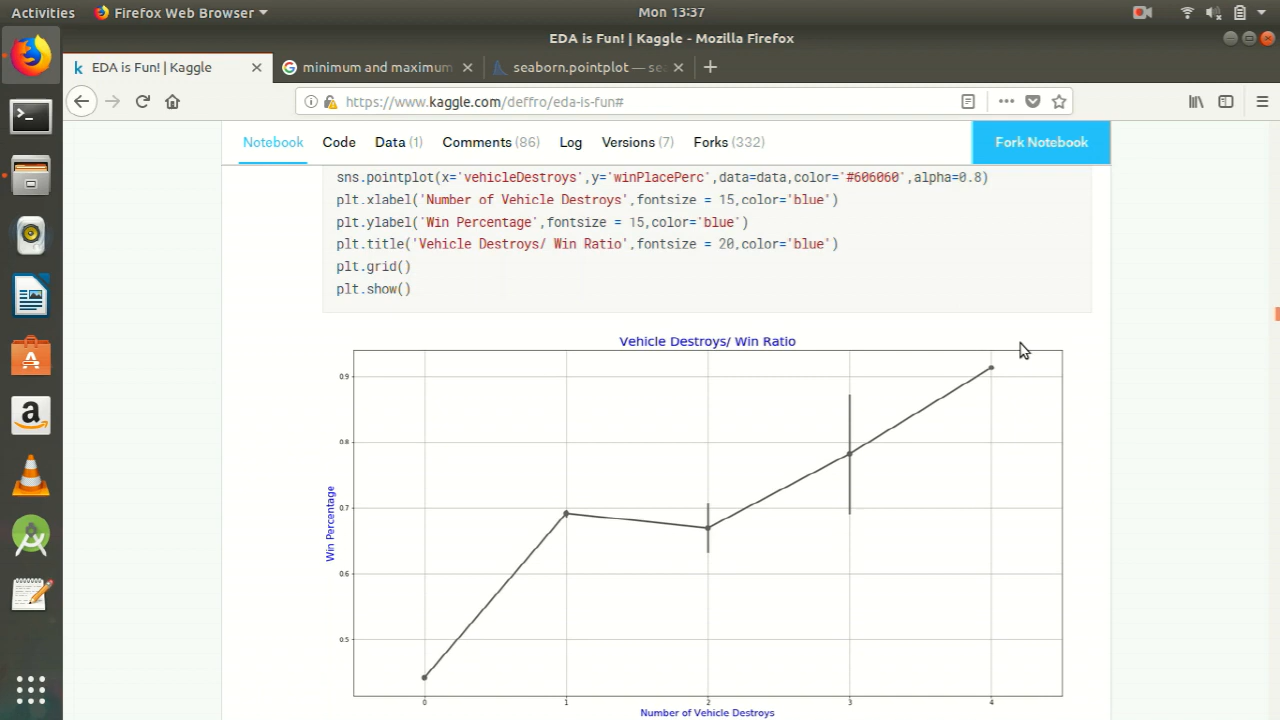 Activities Firefox Web Browser Mon 13:37
EDA is Fun! | Kaggle - Mozilla Firefox
k EDA is Fun! | Kaggle minimum and maximum seaborn.pointplot — sea
https://www.kaggle.com/deffro/eda-is-fun#
Notebook Code Data (1) Comments (86) Log Versions (7) Forks (332) Fork Notebook
sns.pointplot(x='vehicleDestroys',y='winPlacePerc',data=data,color='#606060',alpha=0.8)
plt.xlabel('Number of Vehicle Destroys',fontsize = 15,color='blue')
plt.ylabel('Win Percentage',fontsize = 15,color='blue')
plt.title('Vehicle Destroys/ Win Ratio',fontsize = 20,color='blue')
plt.grid()
plt.show()
Vehicle Destroys/ Win Ratio
0.9
0.8
0.7
0.6
0.5
Win Percentage
0 1 2 3 4
Number of Vehicle Destroys